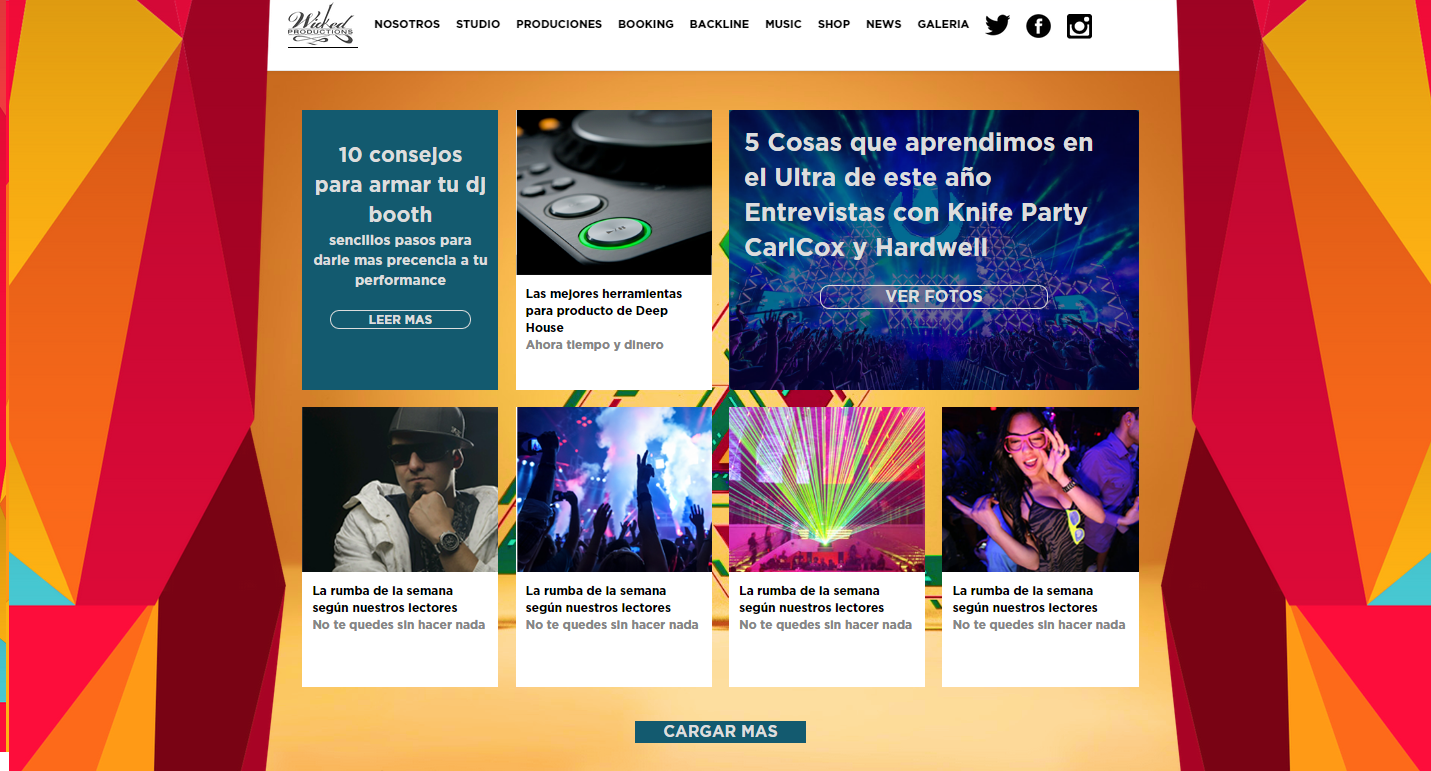 Wicked
PRODUCTIONS
NOSOTROS STUDIO PRODUCIONES BOOKING BACKLINE MUSIC SHOP NEWS GALERIA
10 consejos
para armar tu dj
booth
sencillos pasos para
darle mas precencia a tu
performance
LEER MAS
Las mejores herramientas
para producto de Deep
House
Ahora tiempo y dinero
5 Cosas que aprendimos en
el Ultra de este año
Entrevistas con Knife Party
CarlCox y Hardwell
VER FOTOS
La rumba de la semana
según nuestros lectores
No te quedes sin hacer nada
La rumba de la semana
según nuestros lectores
No te quedes sin hacer nada
La rumba de la semana
según nuestros lectores
No te quedes sin hacer nada
La rumba de la semana
según nuestros lectores
No te quedes sin hacer nada
CARGAR MAS